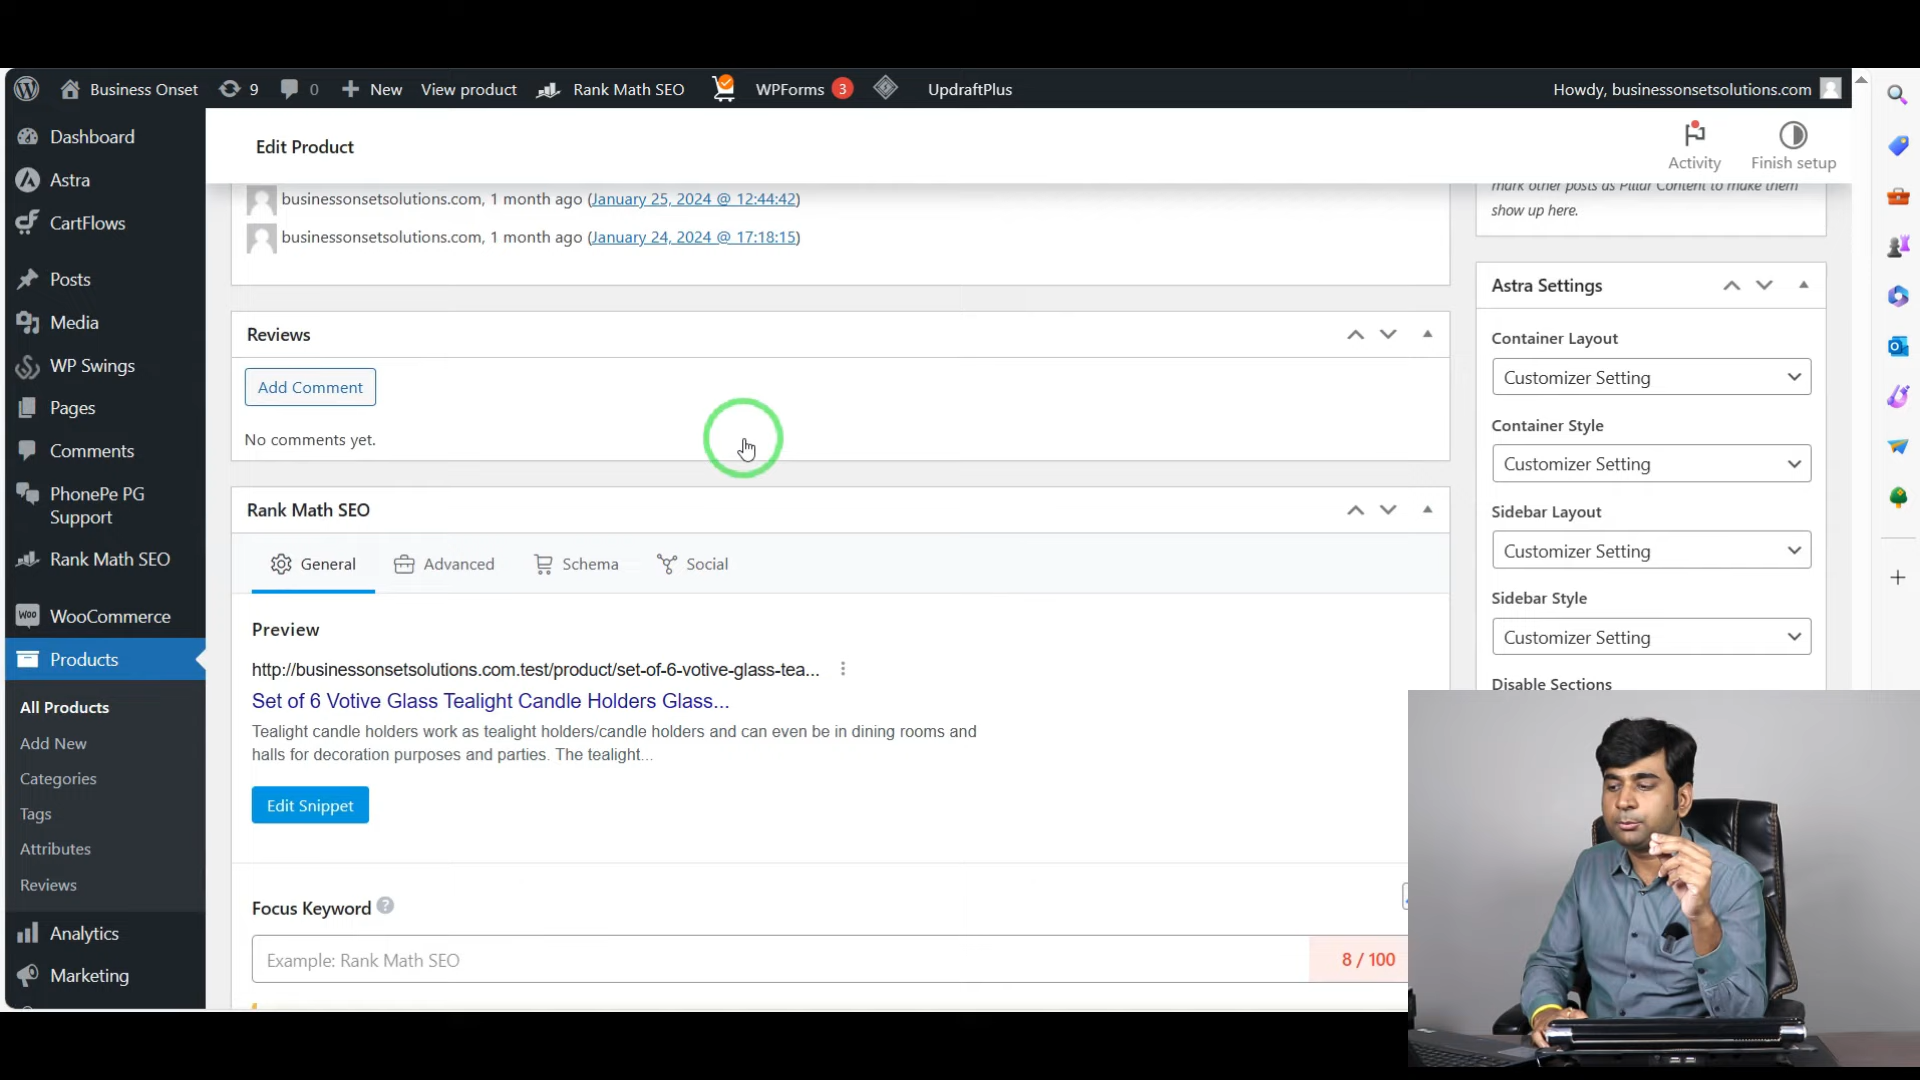 Business Onset 9 0 New View product Rank Math SEO WPForms 3 UpdraftPlus Howdy, businessonsetsolutions.com
Dashboard
Astra
CartFlows
Posts
Media
WP Swings
Pages
Comments
PhonePe PG
Support
Rank Math SEO
WooCommerce
Products
All Products
Add New
Categories
Tags
Attributes
Reviews
Analytics
Marketing
Edit Product
Activity
Finish setup
businessonsetsolutions.com, 1 month ago (January 25, 2024 @ 12:44:42)
businessonsetsolutions.com, 1 month ago (January 24, 2024 @ 17:18:15)
Reviews
Add Comment
No comments yet.
Rank Math SEO
General Advanced Schema Social
Preview
http://businessonsetsolutions.com.test/product/set-of-6-votive-glass-tea...
Set of 6 Votive Glass Tealight Candle Holders Glass...
Tealight candle holders work as tealight holders/candle holders and can even be in dining rooms and
halls for decoration purposes and parties. The tealight...
Edit Snippet
Focus Keyword ?
Example: Rank Math SEO 8 / 100
mark other posts as Pillar Content to make them
show up here.
Astra Settings
Container Layout
Customizer Setting
Container Style
Customizer Setting
Sidebar Layout
Customizer Setting
Sidebar Style
Customizer Setting
Disable Sections